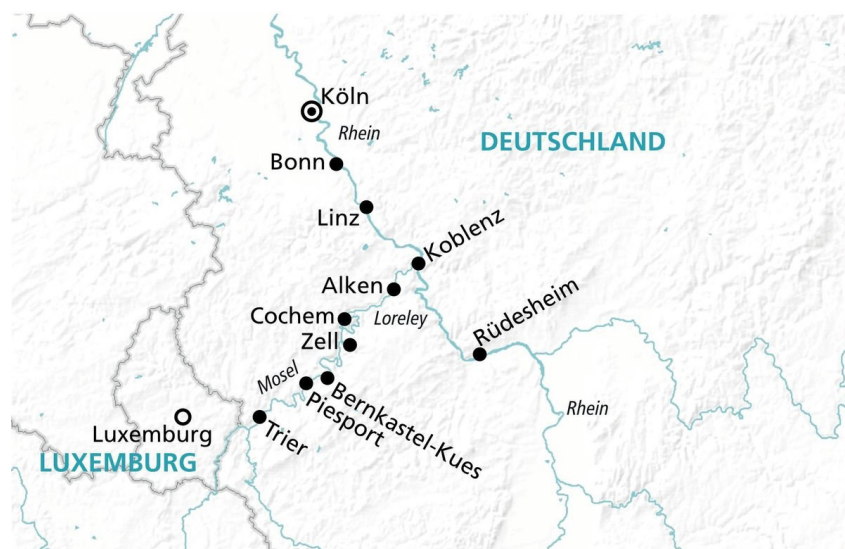 Köln
Rhein
DEUTSCHLAND
Bonn
Linz
Koblenz
Alken
Cochem
Loreley
Rüdesheim
Zell
Mosel
Piesport
Bernkastel-Kues
Rhein
Trier
Luxemburg
LUXEMBURG